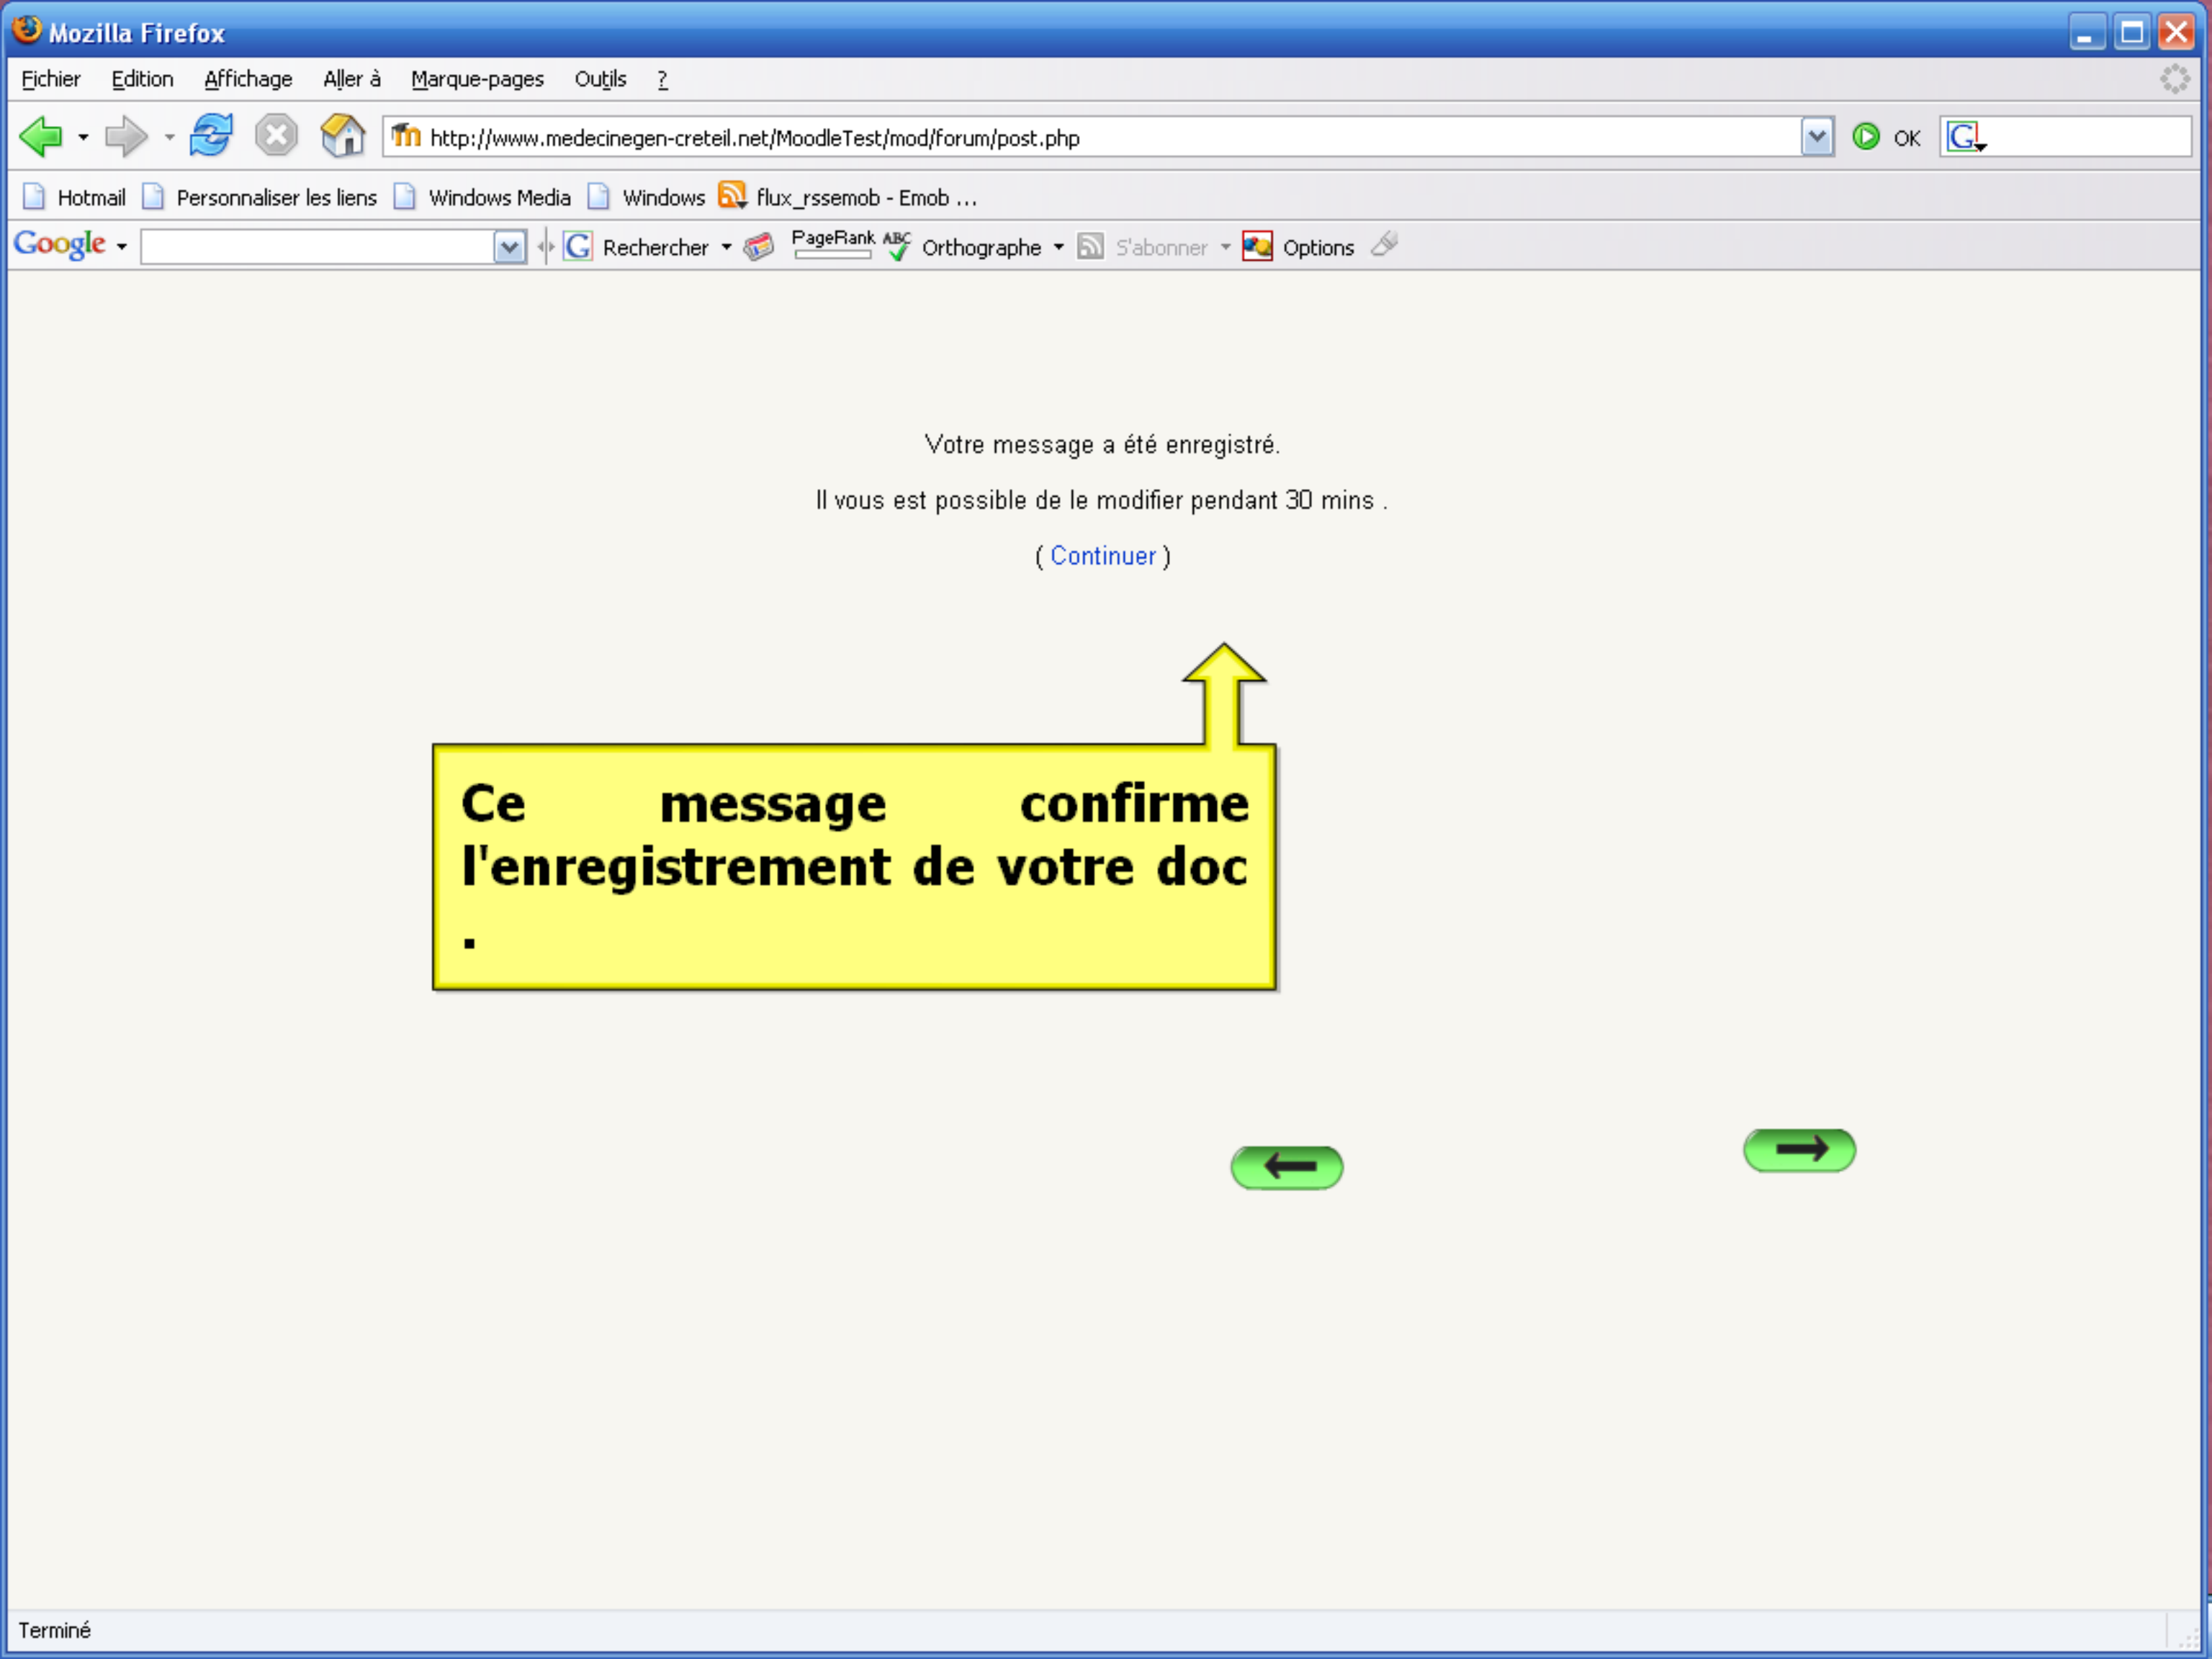 Mozilla Firefox
Fichier Edition Affichage Aller à Marque-pages Outils ?
http://www.medecinegen-creteil.net/MoodleTest/mod/forum/post.php OK G
Hotmail Personnaliser les liens Windows Media Windows flux_rssemob - Emob ...
Google G Rechercher PageRank ABC Orthographe S'abonner Options
Votre message a été enregistré.
Il vous est possible de le modifier pendant 30 mins .
( Continuer )
Ce message confirme
l'enregistrement de votre doc
.
Terminé